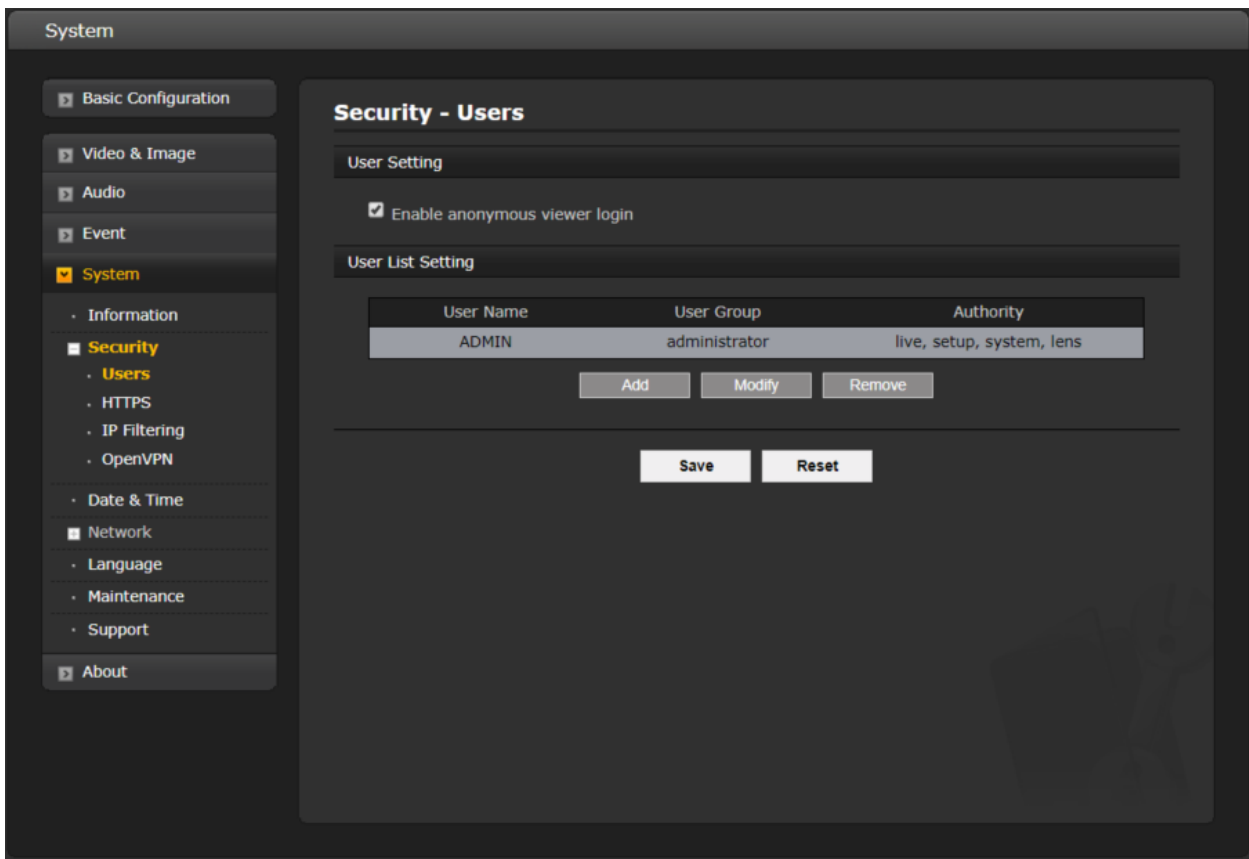 System
Basic Configuration
Video & Image
Audio
Event
System
Information
Security
Users
HTTPS
IP Filtering
OpenVPN
Date & Time
Network
Language
Maintenance
Support
About
Security - Users
User Setting
Enable anonymous viewer login
User List Setting
User Name User Group Authority
ADMIN administrator live, setup, system, lens
Add Modify Remove
Save Reset